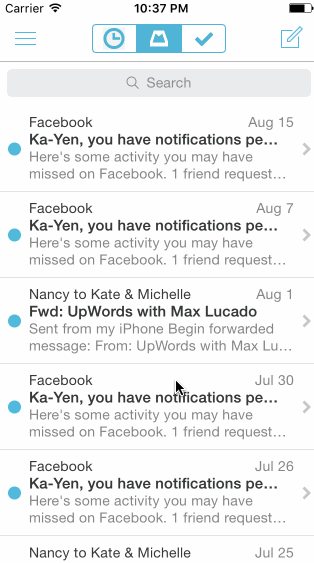 Carrier 10:37 PM
Search
Facebook Aug 15
Ka-Yen, you have notifications pe...
Here's some activity you may have
missed on Facebook. 1 friend request...
Facebook Aug 7
Ka-Yen, you have notifications pe...
Here's some activity you may have
missed on Facebook. 1 friend request...
Nancy to Kate & Michelle Aug 1
Fwd: UpWords with Max Lucado
Sent from my iPhone Begin forwarded
message: From: UpWords with Max Lu...
Facebook Jul 30
Ka-Yen, you have notifications pe...
Here's some activity you may have
missed on Facebook. 1 friend request...
Facebook Jul 26
Ka-Yen, you have notifications pe...
Here's some activity you may have
missed on Facebook. 1 friend request...
Nancy to Kate & Michelle Jul 25